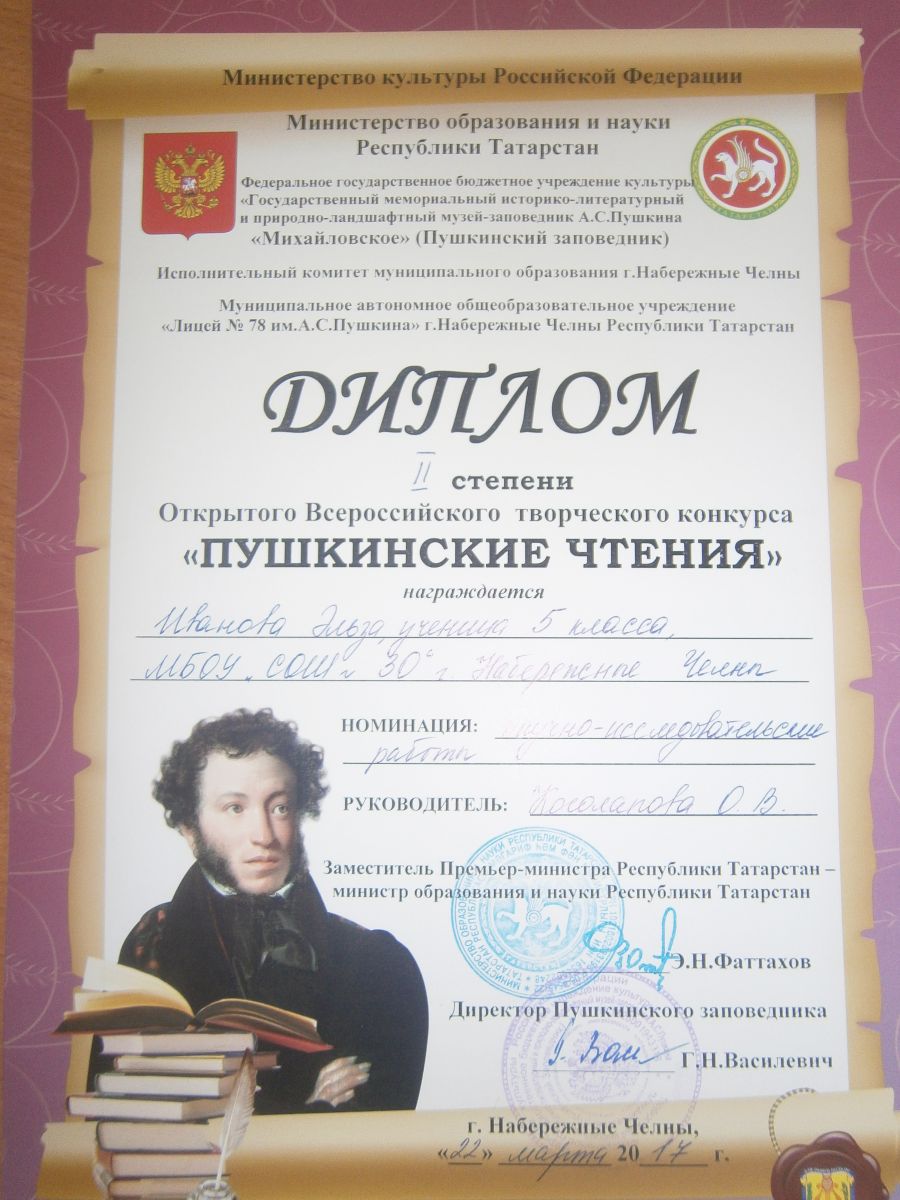 Министерство культуры Российской Федерации
Министерство образования и науки
Республики Татарстан
Федеральное государственное бюджетное учреждение культуры
«Государственный мемориальный историко-литературный
и природно-ландшафтный музей-заповедник А.С.Пушкина
«Михайловское» (Пушкинский заповедник)
ТАТАРСТАН
Исполнительный комитет муниципального образования г.Набережные Челны
Муниципальное автономное общеобразовательное учреждение
«Лицей № 78 им.А.С.Пушкина» г.Набережные Челны Республики Татарстан
ДИПЛОМ
II степени
Открытого Всероссийского творческого конкурса
«ПУШКИНСКИЕ ЧТЕНИЯ»
награждается
Иванова Эльза, ученица 5 класса,
МБОУ „СОШ № 30" г. Набережные Челны
НОМИНАЦИЯ: научно-исследовательские
работы
РУКОВОДИТЕЛЬ: Косолапова О.В.
Заместитель Премьер-министра Республики Татарстан –
министр образования и науки Республики Татарстан
Э.Н.Фаттахов
Директор Пушкинского заповедника
Г.Н.Василевич
г. Набережные Челны,
«22» марта 2017 г.